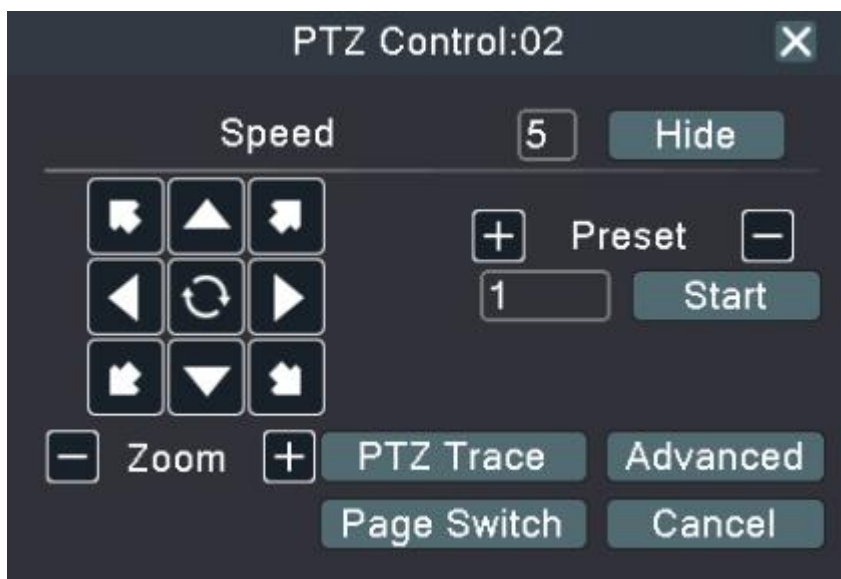 PTZ Control:02
Speed 5 Hide
Preset
1 Start
Zoom PTZ Trace Advanced
Page Switch Cancel